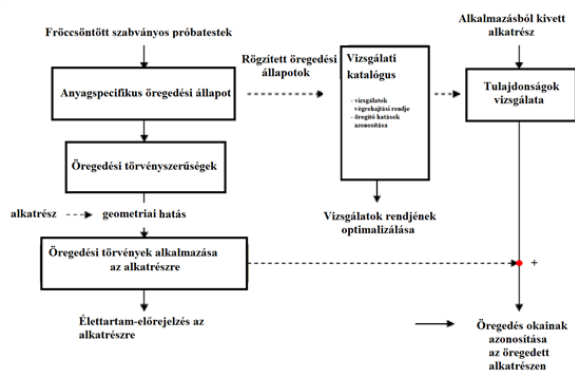 Fröccsöntött szabványos próbatestek
Alkalmazásból kivett
alkatrész
Anyagspecifikus öregedési állapot
Rögzített öregedési
állapotok
Vizsgálati
katalógus
- vizsgálatok
végrehajtási rendje
- öregítő hatások
azonosítása
Tulajdonságok
vizsgálata
Öregedési törvényszerűségek
alkatrész
geometriai hatás
Vizsgálatok rendjének
optimalizálása
Öregedési törvények alkalmazása
az alkatrészre
+
Élettartam-előrejelzés az
alkatrészre
Öregedés okainak
azonosítása
az öregedett
alkatrészen